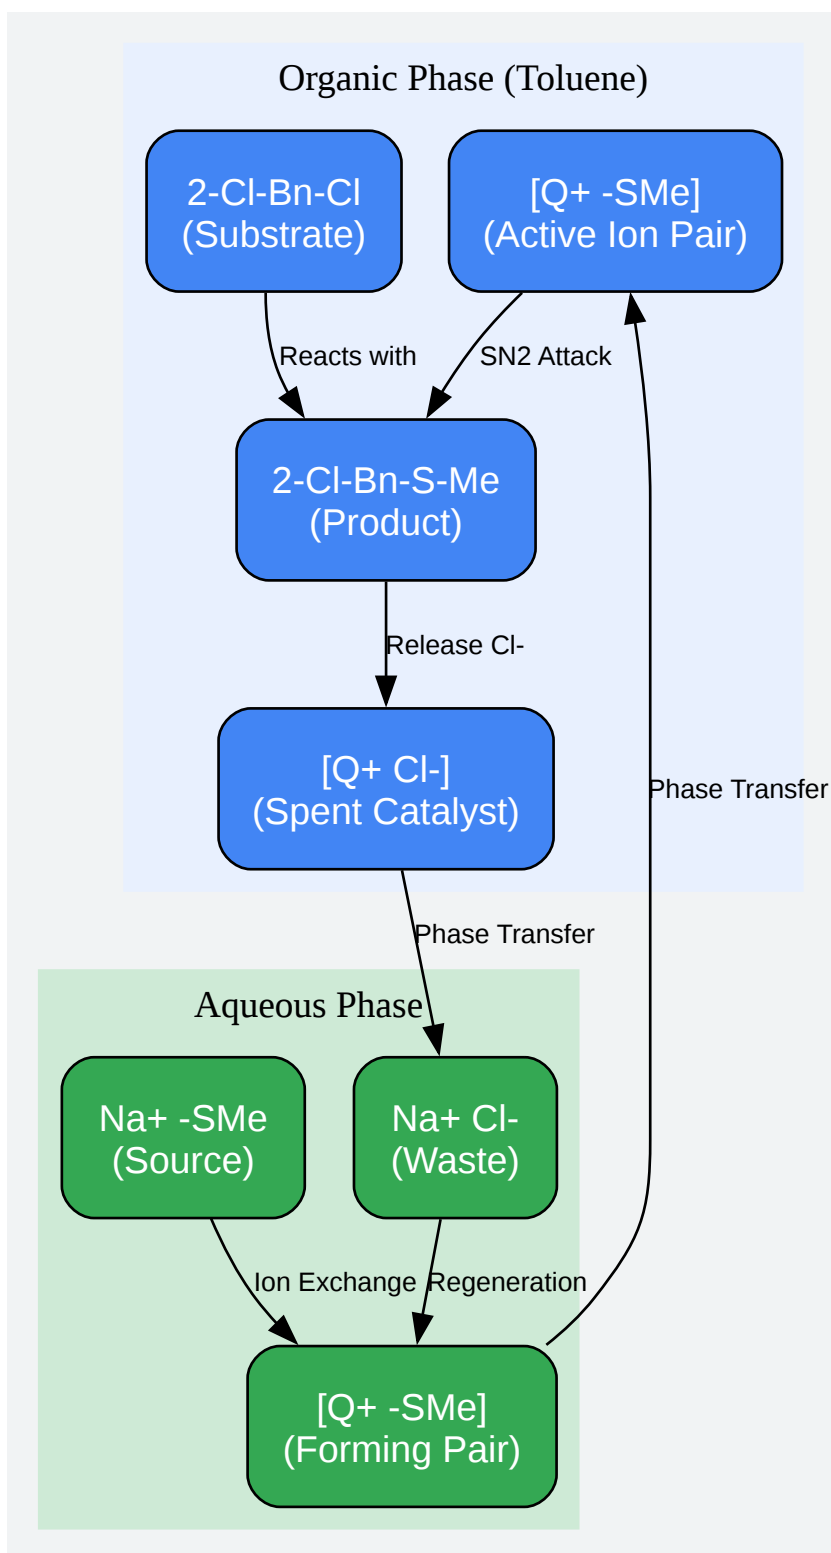 Organic Phase (Toluene)
2-Cl-Bn-Cl
(Substrate)
[Q+ -SMe]
(Active Ion Pair)
Reacts with
SN2 Attack
2-Cl-Bn-S-Me
(Product)
Release Cl-
[Q+ Cl-]
(Spent Catalyst)
Phase Transfer
Phase Transfer
Aqueous Phase
Na+ -SMe
(Source)
Na+ Cl-
(Waste)
Ion Exchange
Regeneration
[Q+ -SMe]
(Forming Pair)